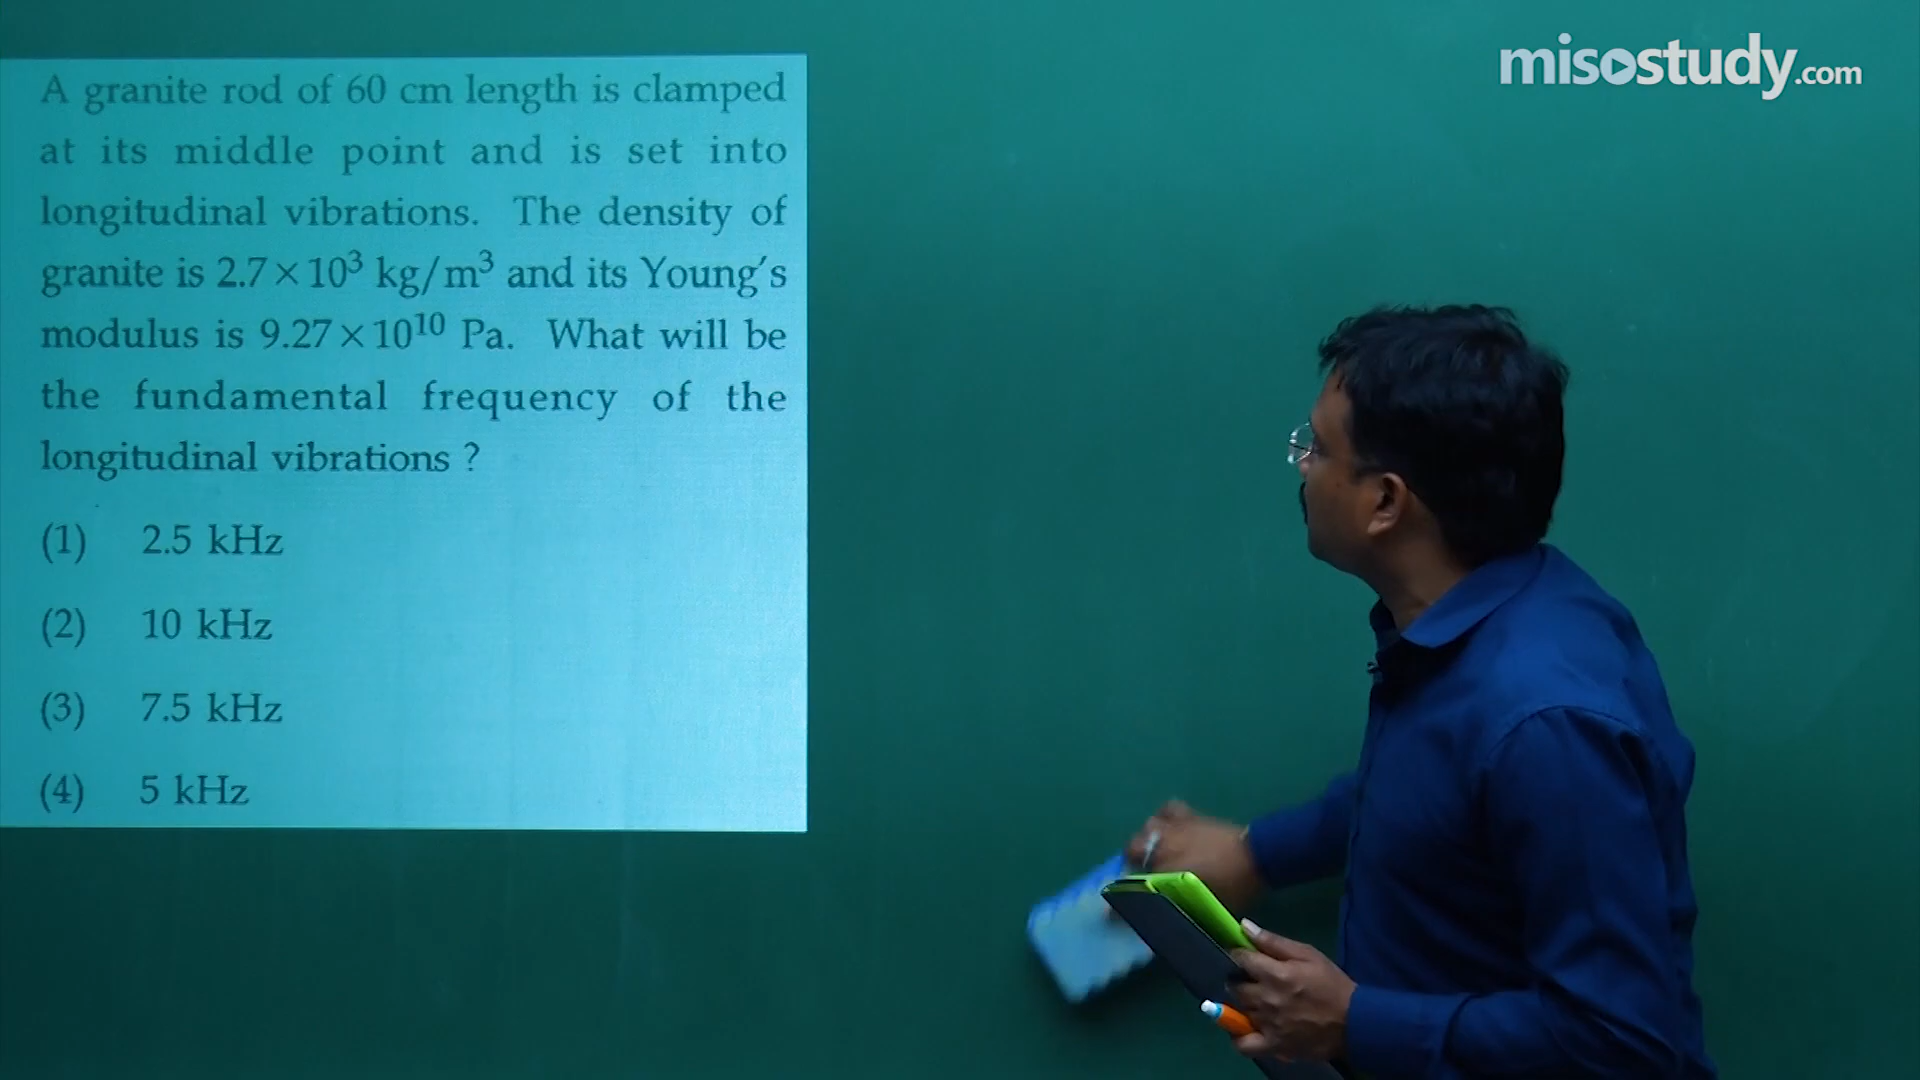 misostudy.com
A granite rod of 60 cm length is clamped
at its middle point and is set into
longitudinal vibrations. The density of
granite is 2.7×10³ kg/m³ and its Young's
modulus is 9.27×10¹⁰ Pa. What will be
the fundamental frequency of the
longitudinal vibrations ?
(1) 2.5 kHz
(2) 10 kHz
(3) 7.5 kHz
(4) 5 kHz